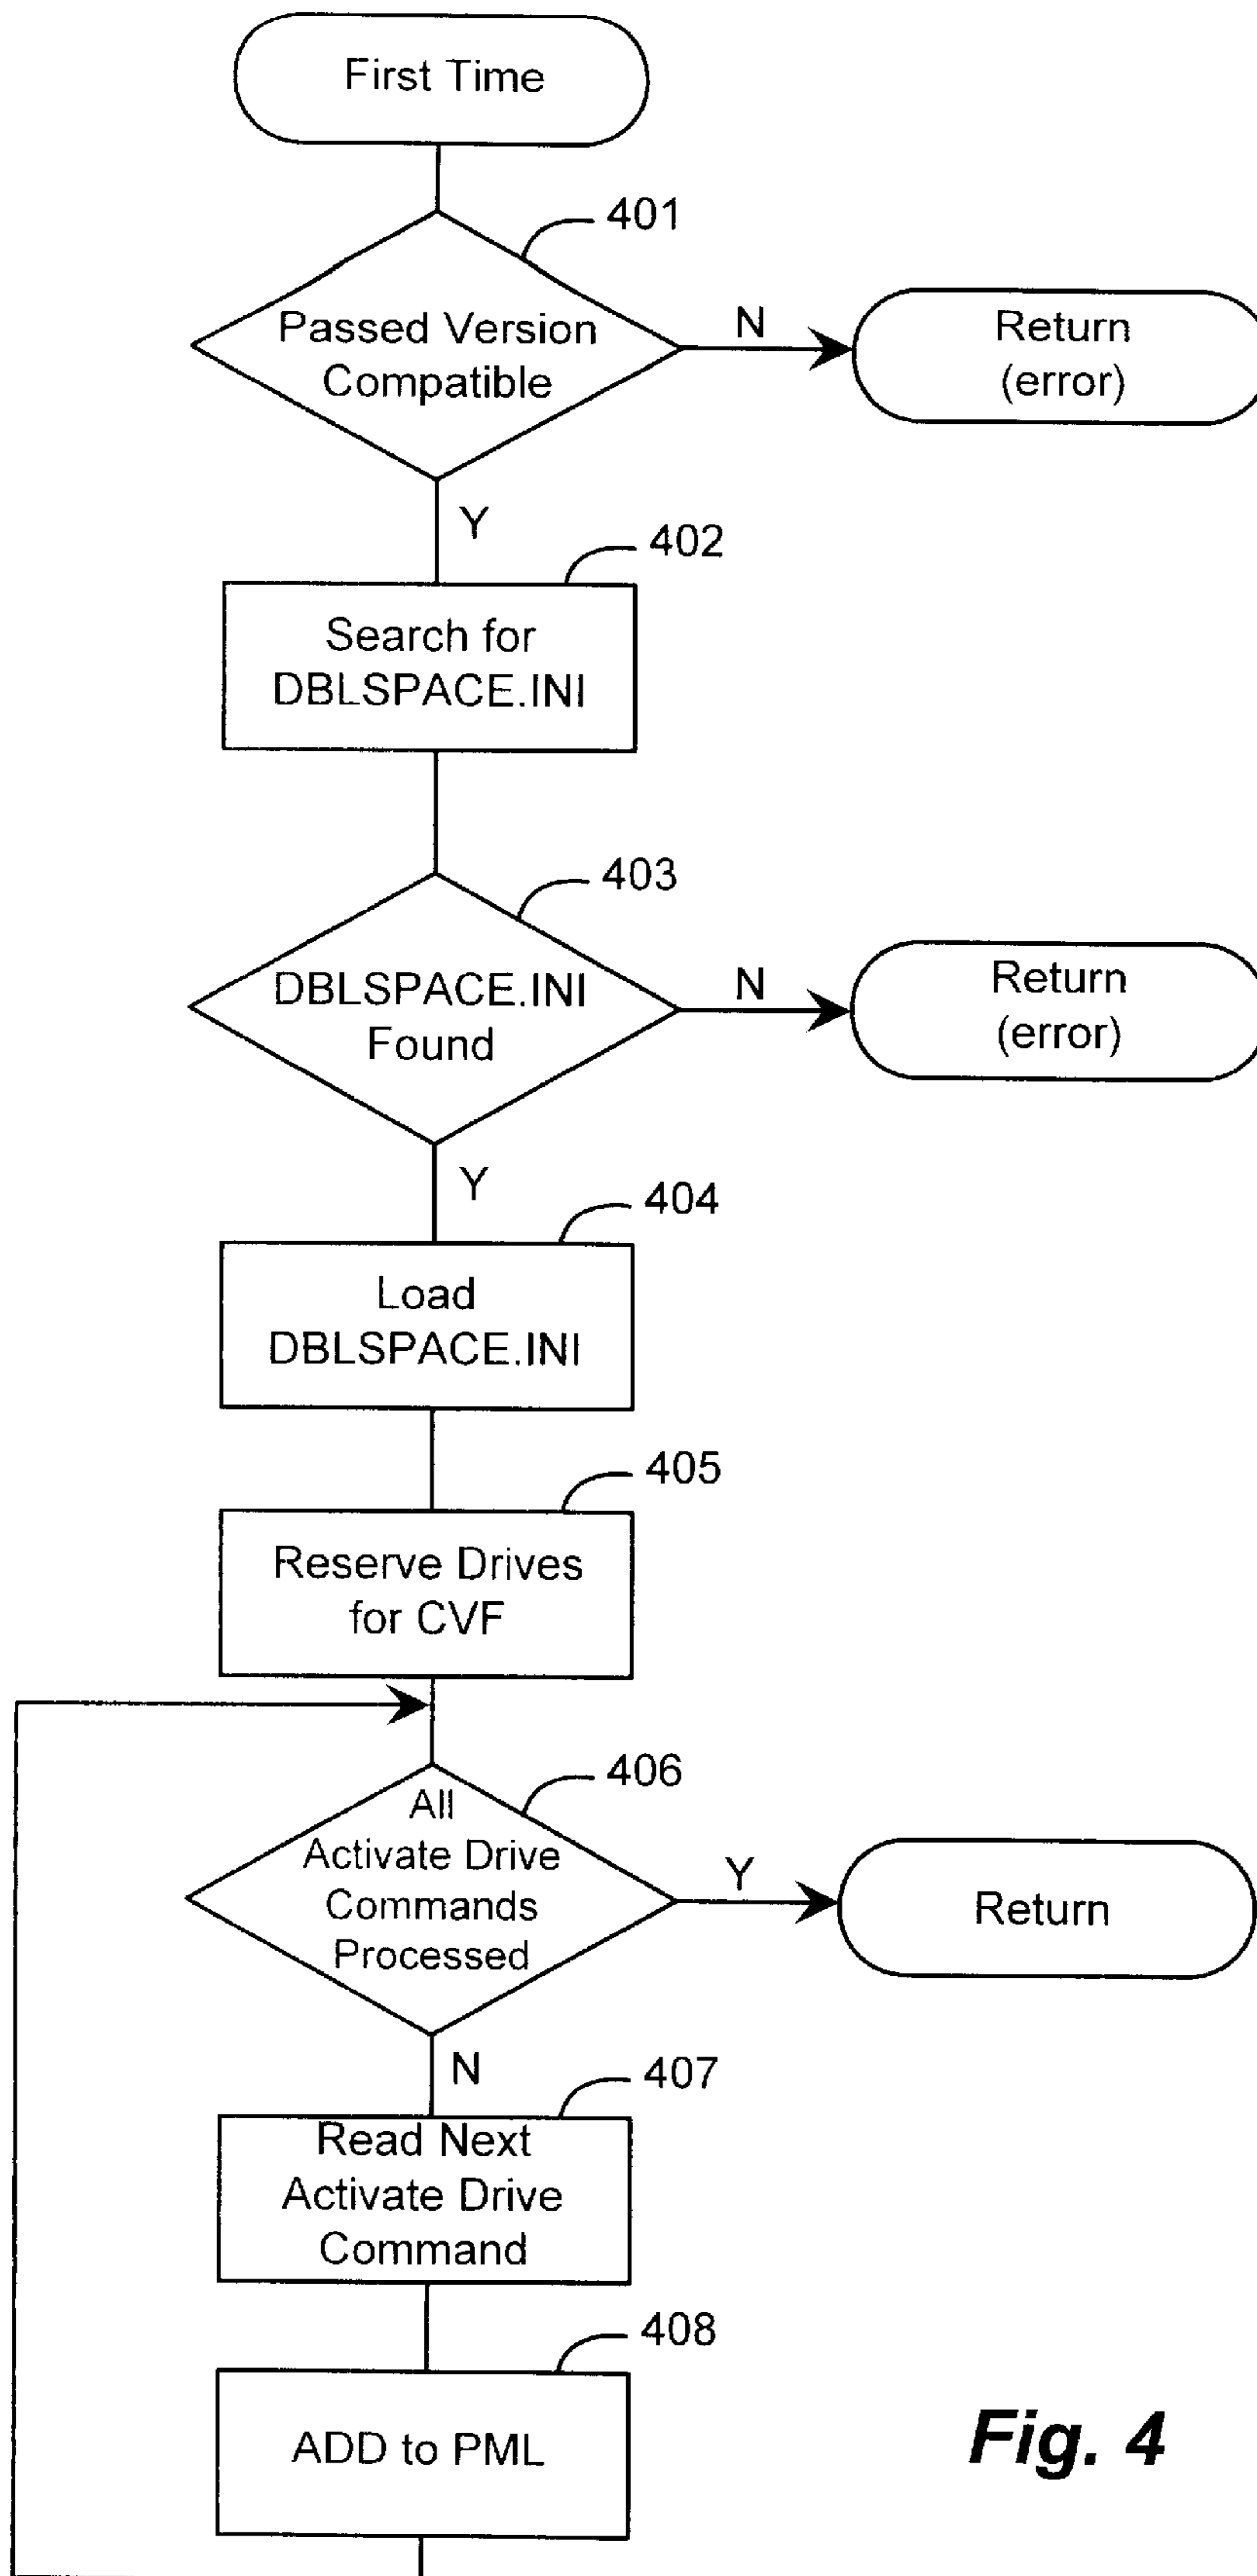 First Time
401
Passed Version
Compatible
N
Return
(error)
Y
402
Search for
DBLSPACE.INI
403
DBLSPACE.INI
Found
N
Return
(error)
Y
404
Load
DBLSPACE.INI
405
Reserve Drives
for CVF
406
All
Activate Drive
Commands
Processed
Y
Return
N
407
Read Next
Activate Drive
Command
408
ADD to PML
Fig. 4